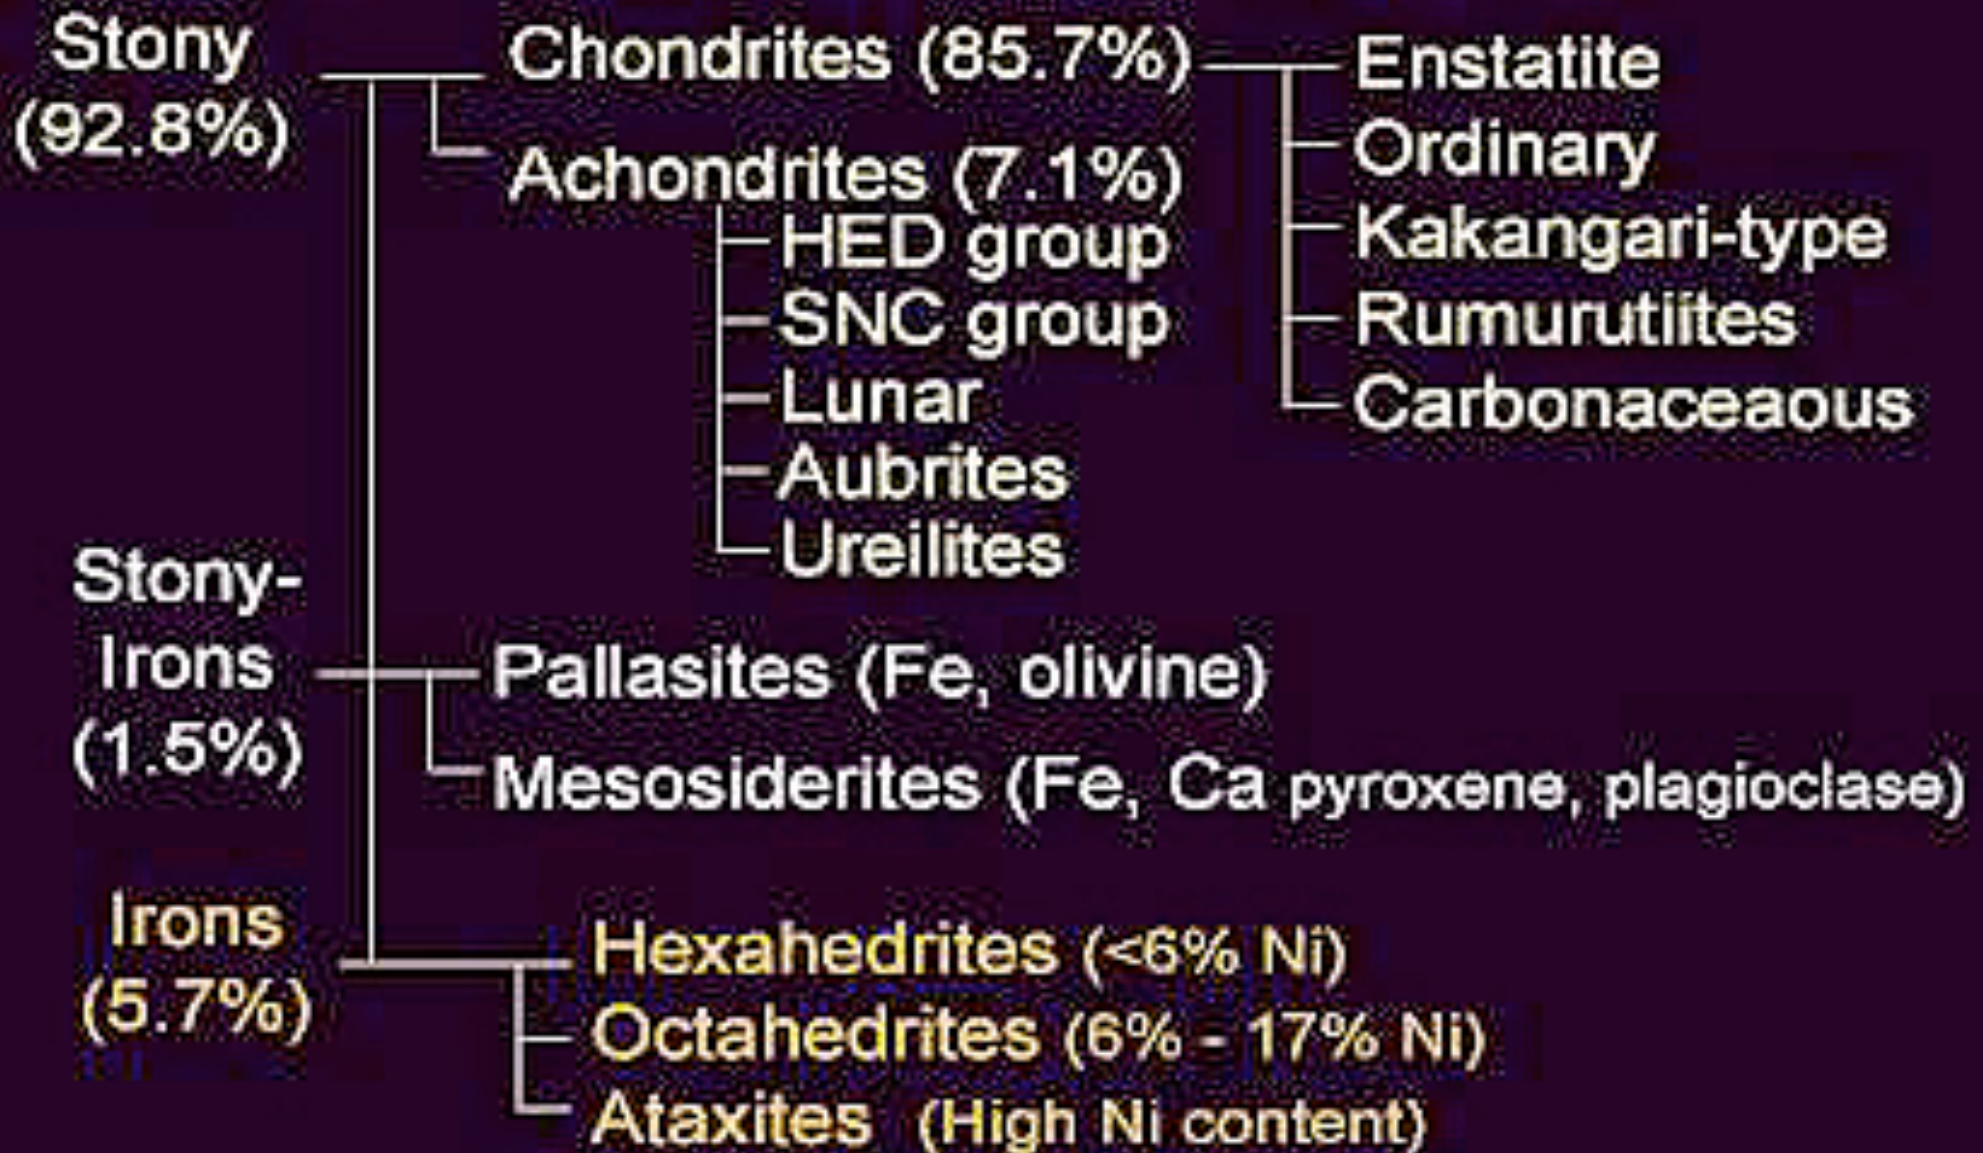 Stony
(92.8%)
Chondrites (85.7%)
Enstatite
Ordinary
Kakangari-type
Rumurutiites
Carbonaceaous
Achondrites (7.1%)
HED group
SNC group
Lunar
Aubrites
Ureilites
Stony-
Irons
(1.5%)
Pallasites (Fe, olivine)
Mesosiderites (Fe, Ca pyroxene, plagioclase)
Irons
(5.7%)
Hexahedrites (<6% Ni)
Octahedrites (6% - 17% Ni)
Ataxites (High Ni content)